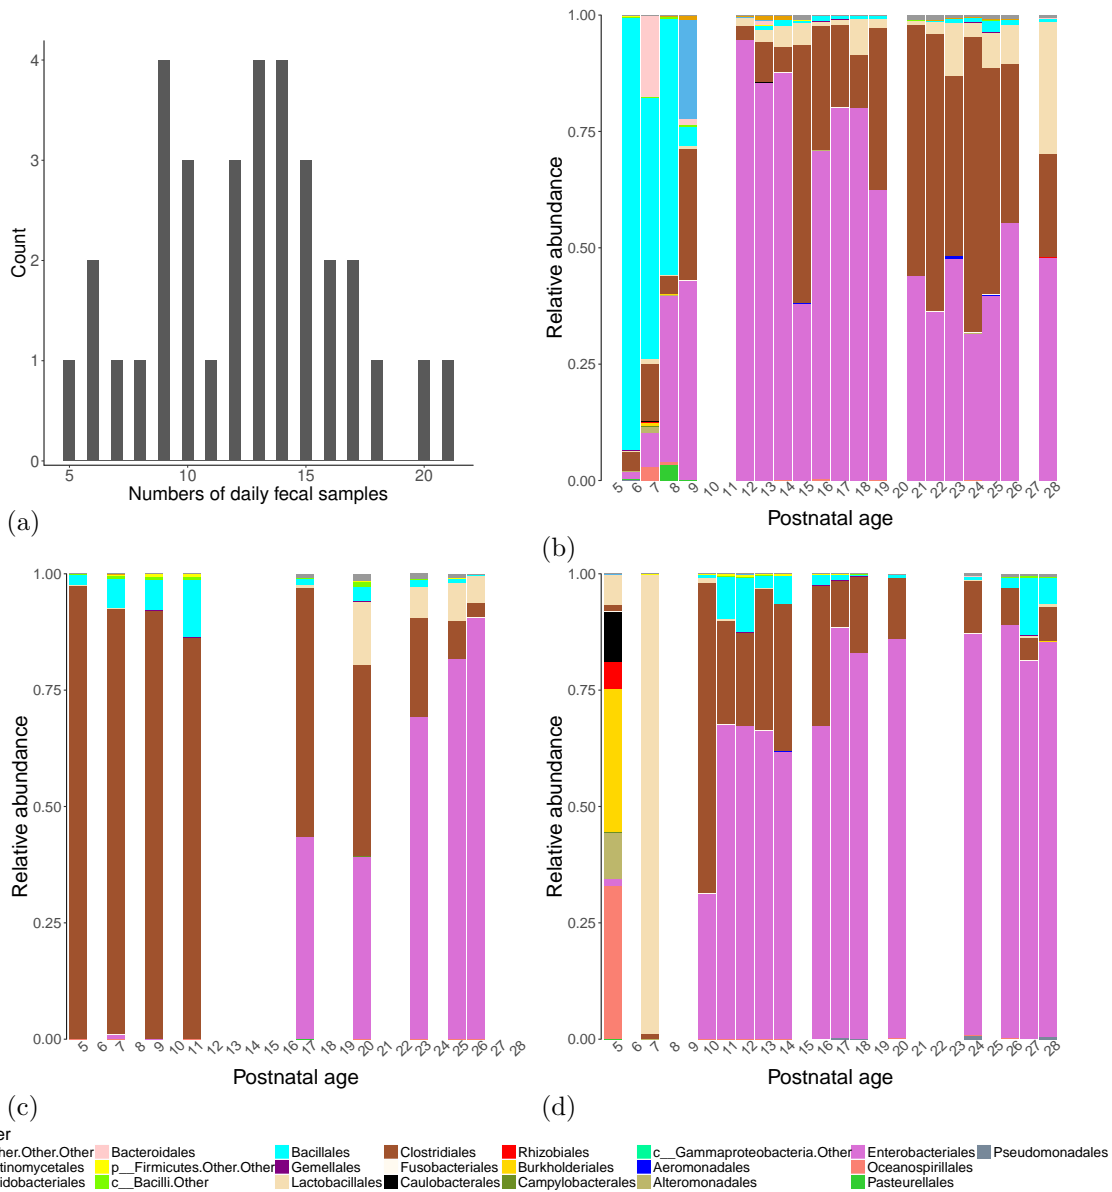 4
3
2
1
0
Count
5 10 15 20
Numbers of daily fecal samples
(a)
1.00
0.75
0.50
0.25
0.00
Relative abundance
5 6 7 8 9 10 11 12 13 14 15 16 17 18 19 20 21 22 23 24 25 26 27 28
Postnatal age
(b)
1.00
0.75
0.50
0.25
0.00
Relative abundance
5 6 7 8 9 10 11 12 13 14 15 16 17 18 19 20 21 22 23 24 25 26 27 28
Postnatal age
(c)
1.00
0.75
0.50
0.25
0.00
Relative abundance
5 6 7 8 9 10 11 12 13 14 15 16 17 18 19 20 21 22 23 24 25 26 27 28
Postnatal age
(d)
er
her.Other.Other Bacteroidales Bacillales Clostridiales Rhizobiales c__Gammaproteobacteria.Other Enterobacteriales Pseudomonadales
tinomycetales p__Firmicutes.Other.Other Gemellales Fusobacteriales Burkholderiales Aeromonadales Oceanospirillales
idobacteriales c__Bacilli.Other Lactobacillales Caulobacterales Campylobacterales Alteromonadales Pasteurellales